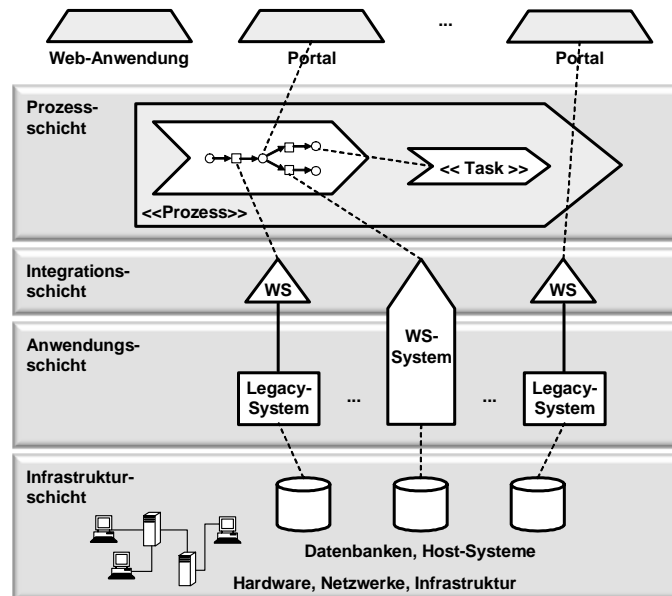 ...
Web-Anwendung
Portal
Portal
Prozess-
schicht
<< Task >>
<<Prozess>>
Integrations-
schicht
WS
WS
Anwendungs-
schicht
WS-
System
Legacy-
System
...
...
Legacy-
System
Infrastruktur-
schicht
Datenbanken, Host-Systeme
Hardware, Netzwerke, Infrastruktur